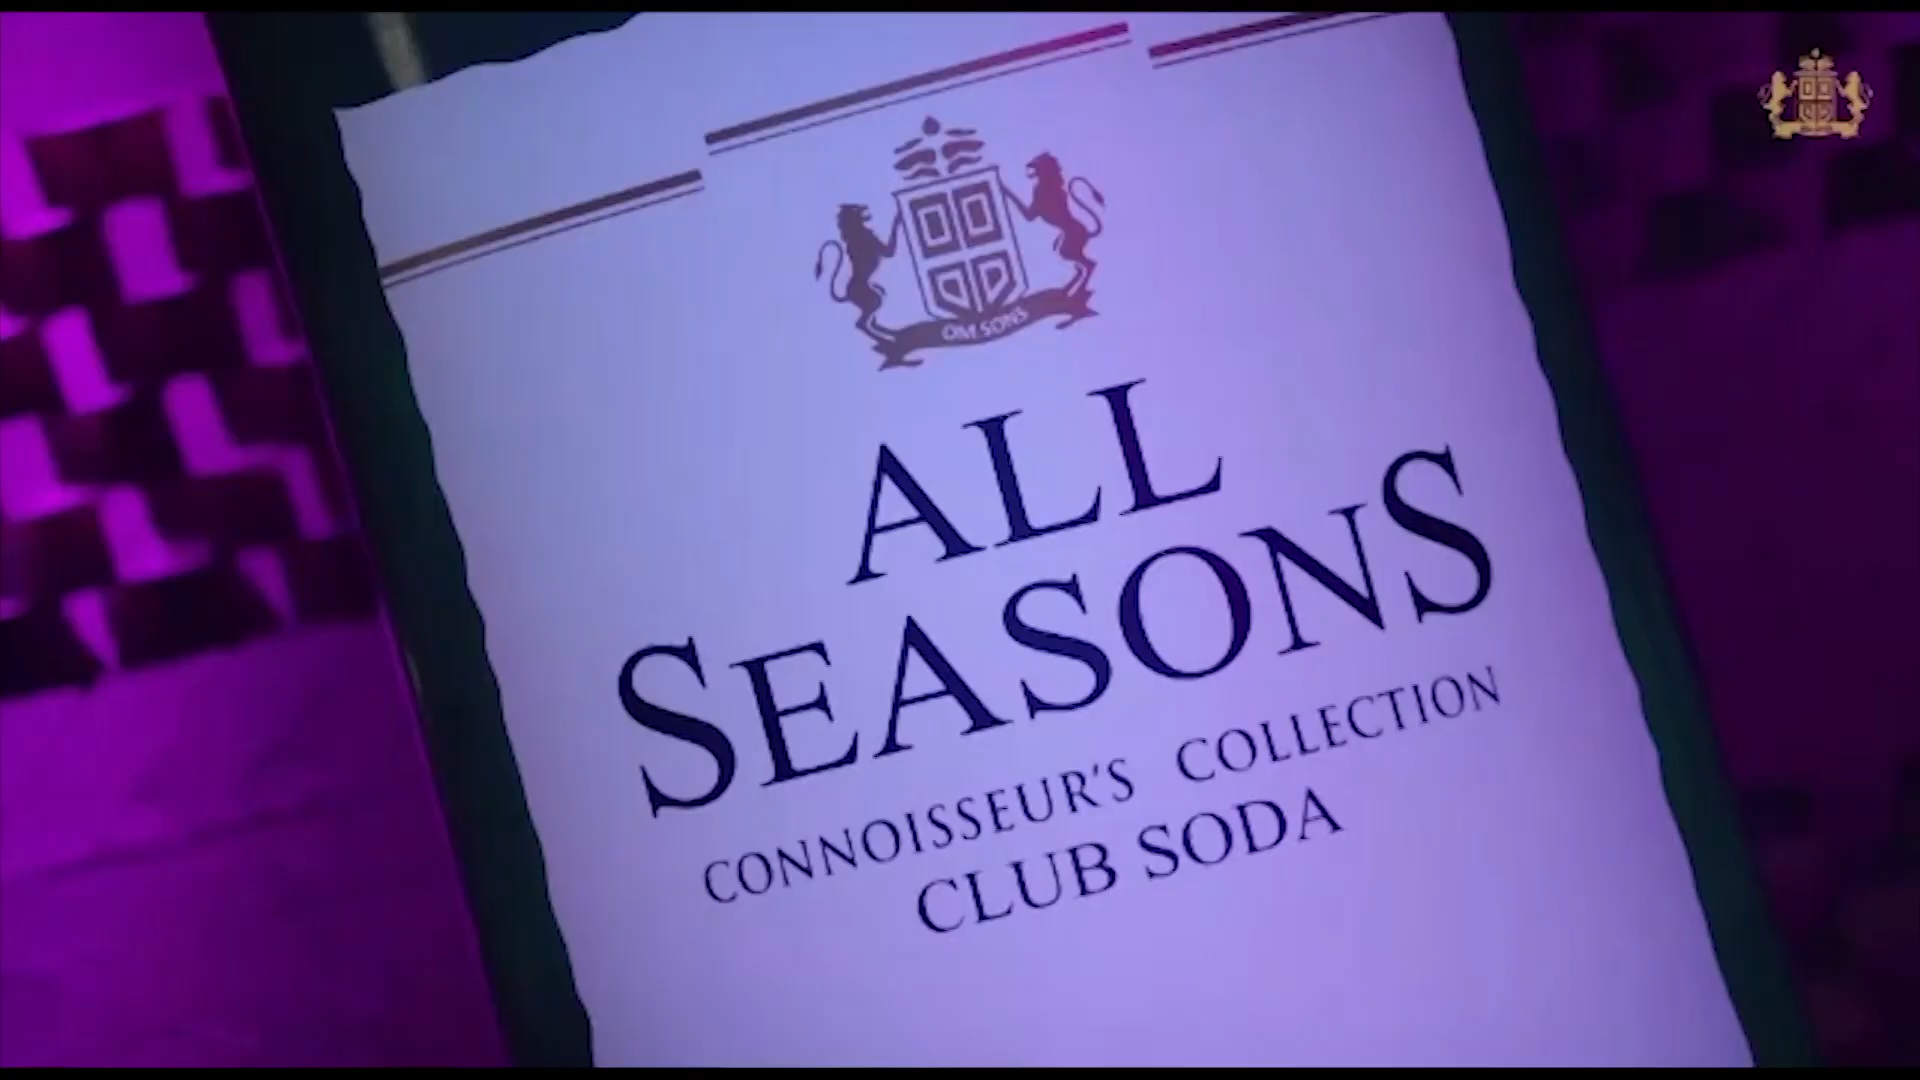 OM SONS
ALL
SEASONS
CONNOISSEUR'S COLLECTION
CLUB SODA